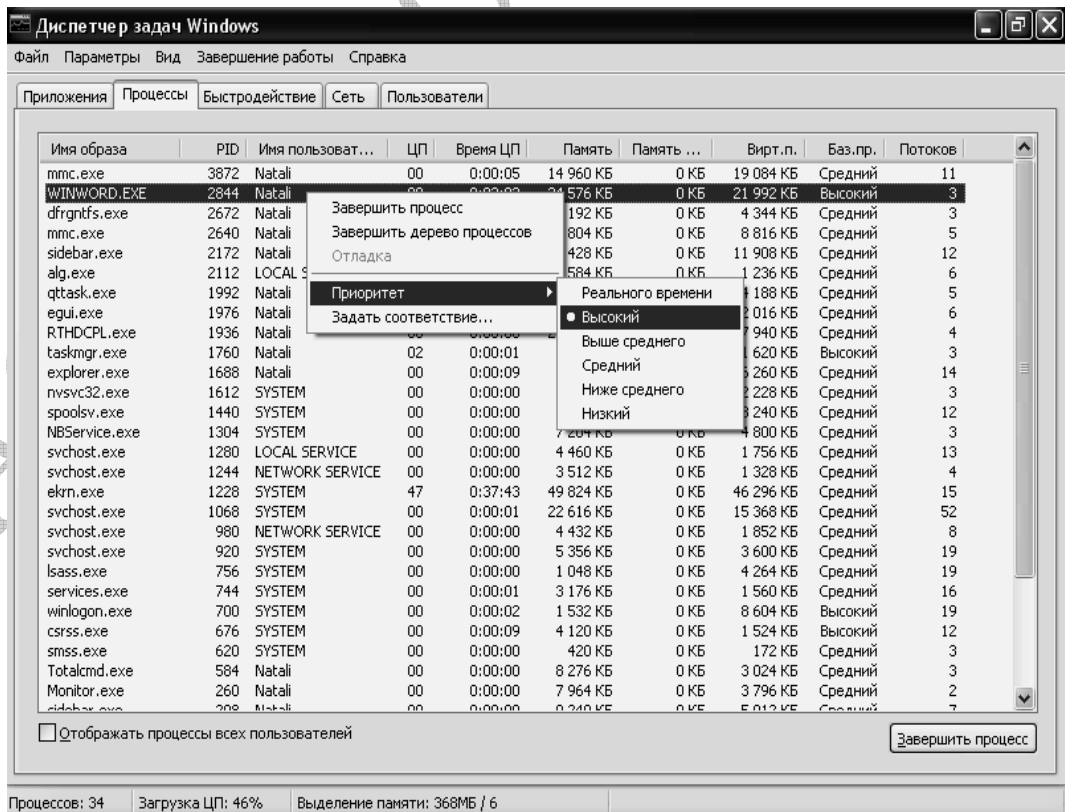 Диспетчер задач Windows
Файл Параметры Вид Завершение работы Справка
Приложения Процессы Быстродействие Сеть Пользователи
Имя образа PID Имя пользоват... ЦП Время ЦП Память Память ... Вирт.п. Баз.пр. Потоков
mmc.exe 3872 Natali 00 0:00:05 14 960 КБ 0 КБ 19 084 КБ Средний 11
WINWORD.EXE 2844 Natali 576 КБ 0 КБ 21 992 КБ Высокий 3
dfrgntfs.exe 2672 Natali Завершить процесс 192 КБ 0 КБ 4 344 КБ Средний 3
mmc.exe 2640 Natali Завершить дерево процессов 804 КБ 0 КБ 8 816 КБ Средний 5
sidebar.exe 2172 Natali Отладка 428 КБ 0 КБ 11 908 КБ Средний 12
alg.exe 2112 LOCAL 584 КБ 0 КБ 1 236 КБ Средний 6
qttask.exe 1992 Natali Приоритет Реального времени 188 КБ Средний 5
egui.exe 1976 Natali Задать соответствие... Высокий 016 КБ Средний 6
RTHDCPL.exe 1936 Natali Выше среднего 940 КБ Средний 4
taskmgr.exe 1760 Natali 02 0:00:01 Средний 620 КБ Высокий 3
explorer.exe 1688 Natali 00 0:00:09 Ниже среднего 260 КБ Средний 14
nvsvc32.exe 1612 SYSTEM 00 0:00:00 228 КБ Средний 3
spoolsv.exe 1440 SYSTEM 00 0:00:00 Низкий 240 КБ Средний 12
NBService.exe 1304 SYSTEM 00 0:00:00 7 204 КБ 0 КБ 4 800 КБ Средний 3
svchost.exe 1280 LOCAL SERVICE 00 0:00:00 4 460 КБ 0 КБ 1 756 КБ Средний 13
svchost.exe 1244 NETWORK SERVICE 00 0:00:00 3 512 КБ 0 КБ 1 328 КБ Средний 4
ekrn.exe 1228 SYSTEM 47 0:37:43 49 824 КБ 0 КБ 46 296 КБ Средний 15
svchost.exe 1068 SYSTEM 00 0:00:01 22 616 КБ 0 КБ 15 368 КБ Средний 52
svchost.exe 980 NETWORK SERVICE 00 0:00:00 4 432 КБ 0 КБ 1 852 КБ Средний 8
svchost.exe 920 SYSTEM 00 0:00:00 5 356 КБ 0 КБ 3 600 КБ Средний 19
lsass.exe 756 SYSTEM 00 0:00:00 1 048 КБ 0 КБ 4 264 КБ Средний 19
services.exe 744 SYSTEM 00 0:00:01 3 176 КБ 0 КБ 1 560 КБ Средний 16
winlogon.exe 700 SYSTEM 00 0:00:02 1 532 КБ 0 КБ 8 604 КБ Высокий 19
csrss.exe 676 SYSTEM 00 0:00:09 4 120 КБ 0 КБ 1 524 КБ Высокий 12
smss.exe 620 SYSTEM 00 0:00:00 420 КБ 0 КБ 172 КБ Средний 3
Totalcmd.exe 584 Natali 00 0:00:00 8 276 КБ 0 КБ 3 024 КБ Средний 3
Monitor.exe 260 Natali 00 0:00:00 7 964 КБ 0 КБ 3 796 КБ Средний 2
Отображать процессы всех пользователей Завершить процесс
Процессов: 34 Загрузка ЦП: 46% Выделение памяти: 368МБ / 6